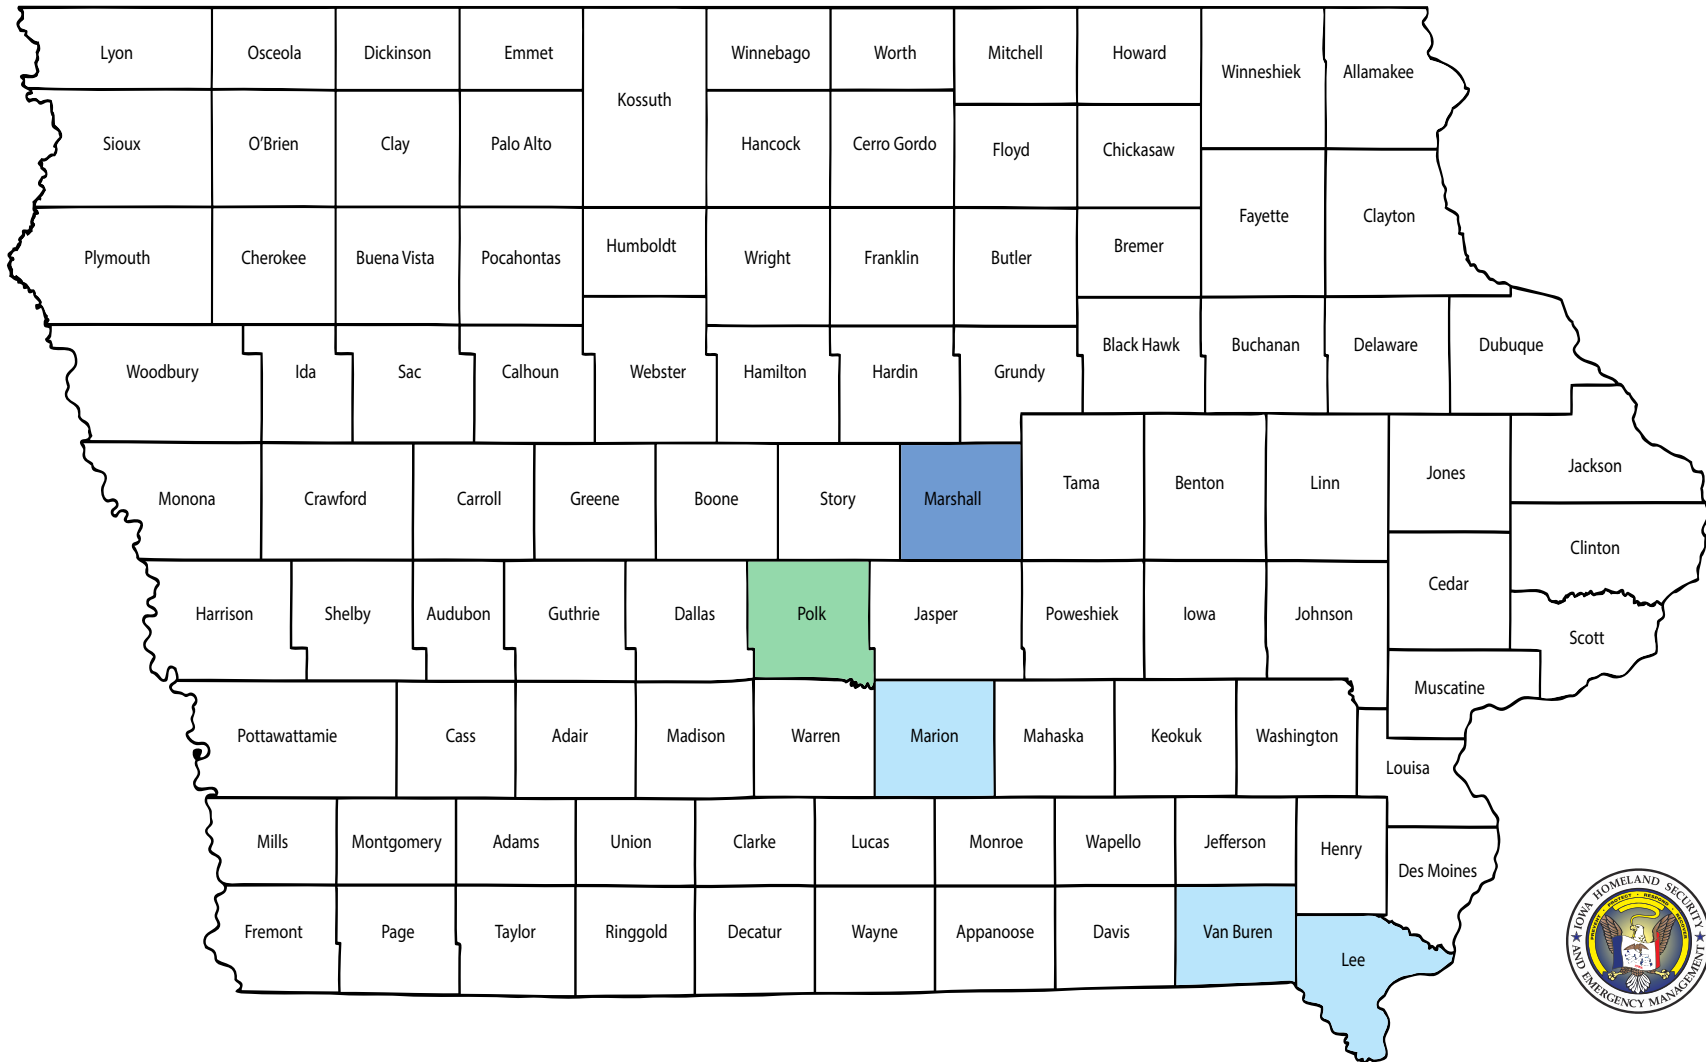 Lyon
Osceola
Dickinson
Emmet
Kossuth
Winnebago
Worth
Mitchell
Howard
Winneshiek
Allamakee
Sioux
O'Brien
Clay
Palo Alto
Hancock
Cerro Gordo
Floyd
Chickasaw
Fayette
Clayton
Plymouth
Cherokee
Buena Vista
Pocahontas
Humboldt
Wright
Franklin
Butler
Bremer
Woodbury
Ida
Sac
Calhoun
Webster
Hamilton
Hardin
Grundy
Black Hawk
Buchanan
Delaware
Dubuque
Monona
Crawford
Carroll
Greene
Boone
Story
Marshall
Tama
Benton
Linn
Jones
Jackson
Clinton
Cedar
Harrison
Shelby
Audubon
Guthrie
Dallas
Polk
Jasper
Poweshiek
Iowa
Johnson
Scott
Muscatine
Pottawattamie
Cass
Adair
Madison
Warren
Marion
Mahaska
Keokuk
Washington
Louisa
Mills
Montgomery
Adams
Union
Clarke
Lucas
Monroe
Wapello
Jefferson
Henry
Des Moines
Fremont
Page
Taylor
Ringgold
Decatur
Wayne
Appanoose
Davis
Van Buren
Lee
IOWA HOMELAND SECURITY
AND EMERGENCY MANAGEMENT